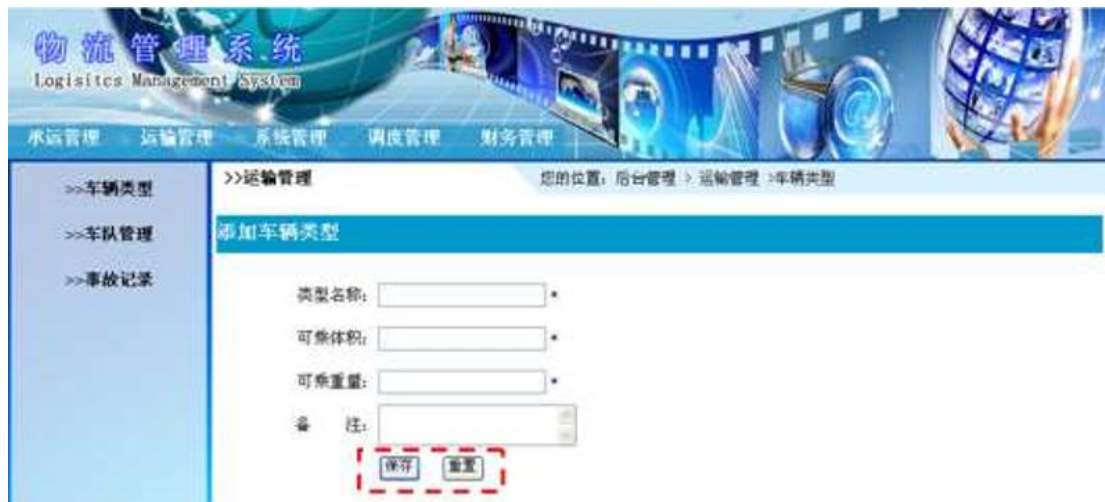 物流管理系统
Logisitcs Management System
承运管理 运输管理 系统管理 调度管理 财务管理
>>车辆类型
>>车队管理
>>事故记录
>>运输管理 您的位置：后台管理 > 运输管理 >车辆类型
添加车辆类型
类型名称： *
可乘体积： *
可乘重量： *
备 注：
保存 重置